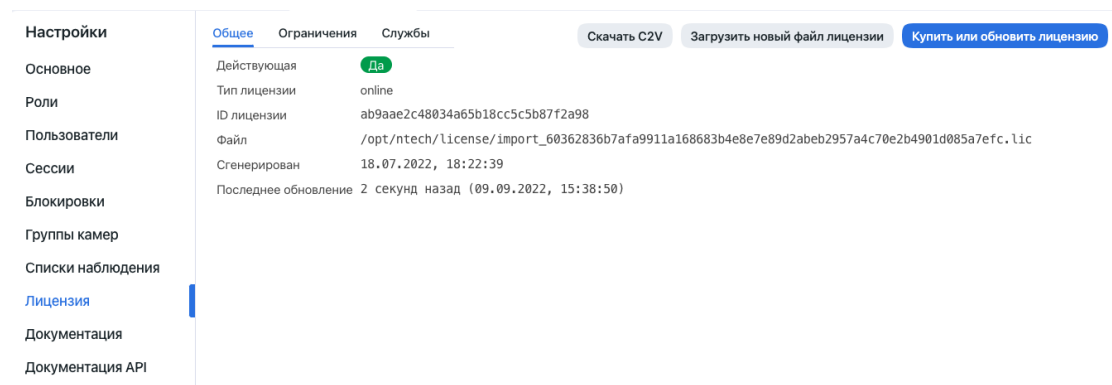 Настройки
Основное
Роли
Пользователи
Сессии
Блокировки
Группы камер
Списки наблюдения
Лицензия
Документация
Документация API
Общее Ограничения Службы
Скачать C2V Загрузить новый файл лицензии Купить или обновить лицензию
Действующая Да
Тип лицензии online
ID лицензии ab9aae2c48034a65b18cc5c5b87f2a98
Файл /opt/ntech/license/import_60362836b7afa9911a168683b4e8e7e89d2abeb2957a4c70e2b4901d085a7efc.lic
Сгенерирован 18.07.2022, 18:22:39
Последнее обновление 2 секунд назад (09.09.2022, 15:38:50)